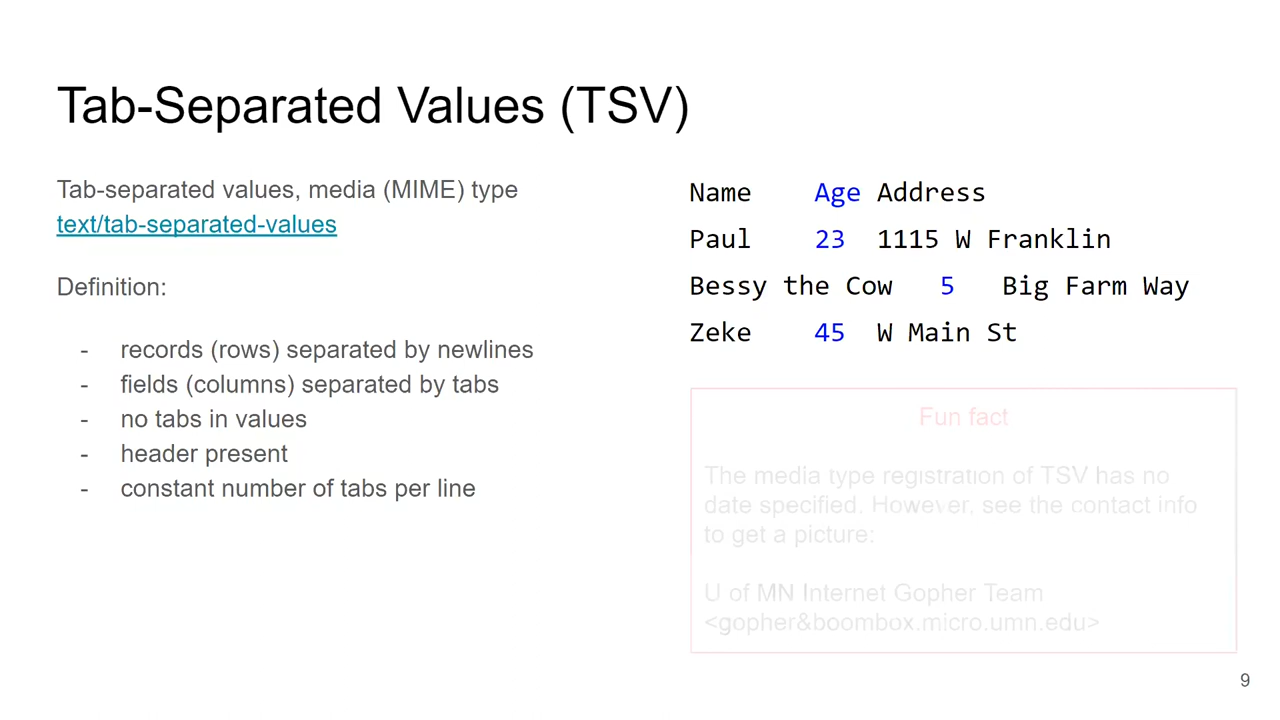 Tab-Separated Values (TSV)
Tab-separated values, media (MIME) type
text/tab-separated-values
Definition:
- records (rows) separated by newlines
- fields (columns) separated by tabs
- no tabs in values
- header present
- constant number of tabs per line
Name Age Address
Paul 23 1115 W Franklin
Bessy the Cow 5 Big Farm Way
Zeke 45 W Main St
Fun fact
The media type registration of TSV has no
date specified. However, see the contact info
to get a picture:
U of MN Internet Gopher Team
<gopher&boombox.micro.umn.edu>
9